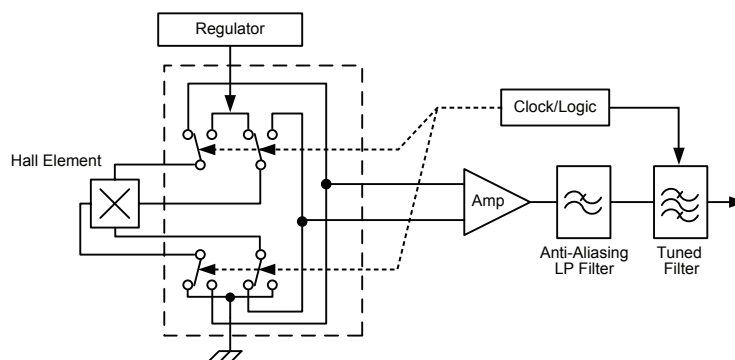 Regulator
Clock/Logic
Hall Element
Amp
Anti-Aliasing
LP Filter
Tuned
Filter